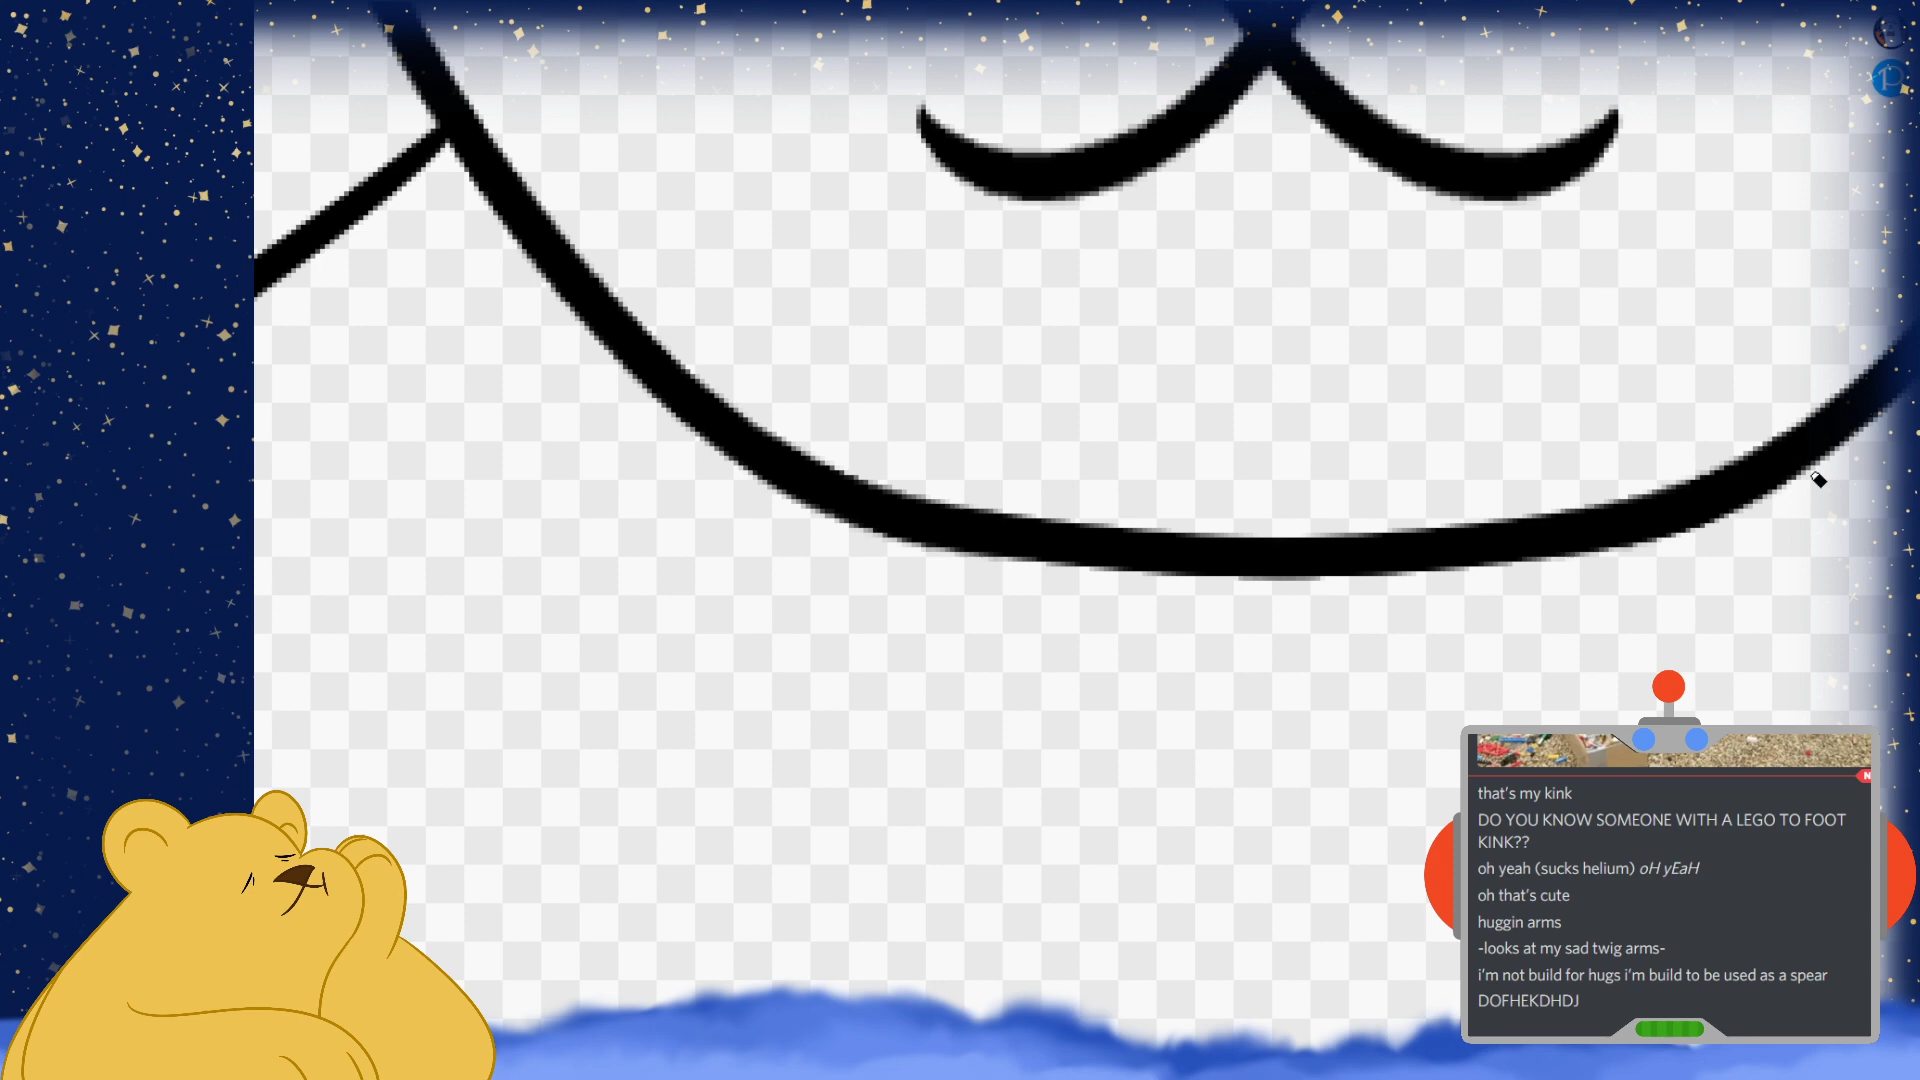 N
that's my kink
DO YOU KNOW SOMEONE WITH A LEGO TO FOOT
KINK??
oh yeah (sucks helium) oH yEaH
oh that's cute
huggin arms
-looks at my sad twig arms-
i'm not build for hugs i'm build to be used as a spear
DOFHEKDHDJ